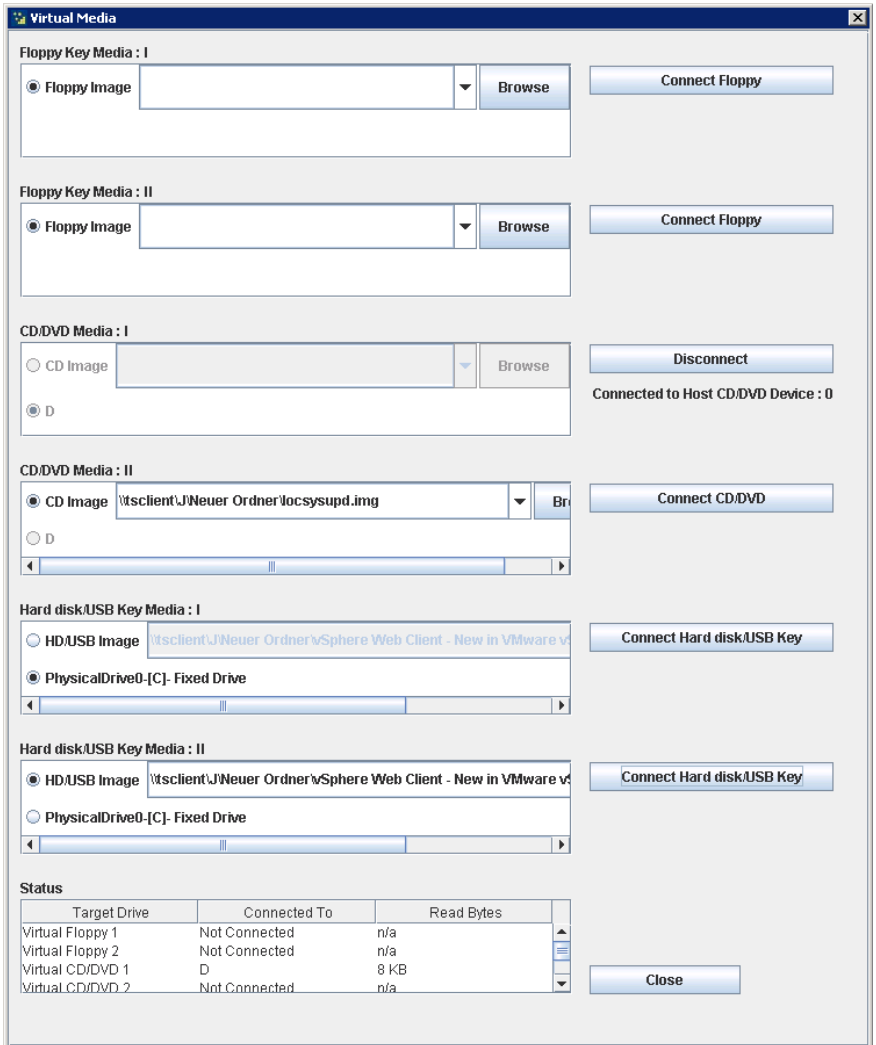 Virtual Media
Floppy Key Media : I
Floppy Image
Browse
Connect Floppy
Floppy Key Media : II
Floppy Image
Browse
Connect Floppy
CD/DVD Media : I
CD Image
Browse
Disconnect
D
Connected to Host CD/DVD Device : 0
CD/DVD Media : II
CD Image \\tsclient\J\Neuer Ordner\locsysupd.img
Connect CD/DVD
D
Hard disk/USB Key Media : I
HD/USB Image \\tsclient\J\Neuer Ordner\vSphere Web Client - New in VMware
Connect Hard disk/USB Key
PhysicalDrive0-[C]- Fixed Drive
Hard disk/USB Key Media : II
HD/USB Image \\tsclient\J\Neuer Ordner\vSphere Web Client - New in VMware
Connect Hard disk/USB Key
PhysicalDrive0-[C]- Fixed Drive
Status
Target Drive Connected To Read Bytes
Virtual Floppy 1 Not Connected n/a
Virtual Floppy 2 Not Connected n/a
Virtual CD/DVD 1 D 8 KB
Virtual CD/DVD 2 Not Connected n/a
Close